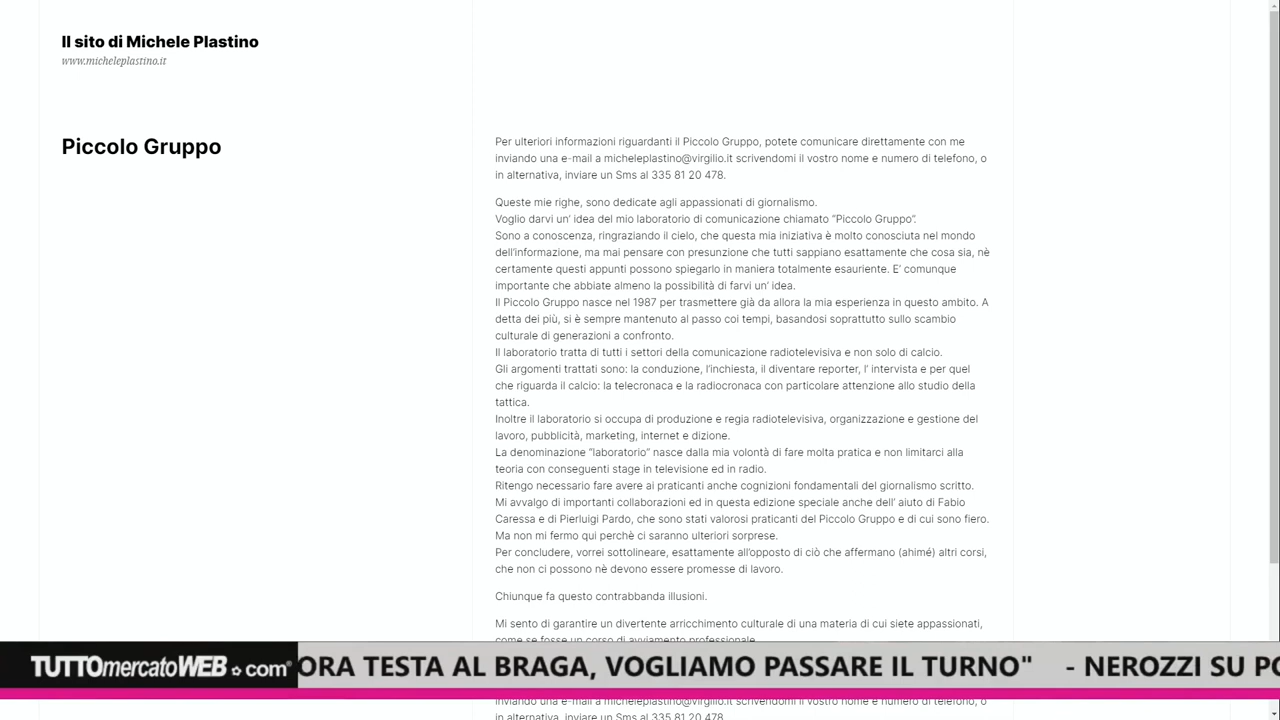 Il sito di Michele Plastino
www.micheleplastino.it
Piccolo Gruppo
Per ulteriori informazioni riguardanti il Piccolo Gruppo, potete comunicare direttamente con me
inviando una e-mail a micheleplastino@virgilio.it scrivendomi il vostro nome e numero di telefono, o
in alternativa, inviare un Sms al 335 81 20 478.
Queste mie righe, sono dedicate agli appassionati di giornalismo.
Voglio darvi un' idea del mio laboratorio di comunicazione chiamato "Piccolo Gruppo".
Sono a conoscenza, ringraziando il cielo, che questa mia iniziativa è molto conosciuta nel mondo
dell'informazione, ma mai pensare con presunzione che tutti sappiano esattamente che cosa sia, nè
certamente questi appunti possono spiegarlo in maniera totalmente esauriente. E' comunque
importante che abbiate almeno la possibilità di farvi un' idea.
Il Piccolo Gruppo nasce nel 1987 per trasmettere già da allora la mia esperienza in questo ambito. A
detta dei più, si è sempre mantenuto al passo coi tempi, basandosi soprattutto sullo scambio
culturale di generazioni a confronto.
Il laboratorio tratta di tutti i settori della comunicazione radiotelevisiva e non solo di calcio.
Gli argomenti trattati sono: la conduzione, l'inchiesta, il diventare reporter, l' intervista e per quel
che riguarda il calcio: la telecronaca e la radiocronaca con particolare attenzione allo studio della
tattica.
Inoltre il laboratorio si occupa di produzione e regia radiotelevisiva, organizzazione e gestione del
lavoro, pubblicità, marketing, internet e dizione.
La denominazione "laboratorio" nasce dalla mia volontà di fare molta pratica e non limitarci alla
teoria con conseguenti stage in televisione ed in radio.
Ritengo necessario fare avere ai praticanti anche cognizioni fondamentali del giornalismo scritto.
Mi avvalgo di importanti collaborazioni ed in questa edizione speciale anche dell' aiuto di Fabio
Caressa e di Pierluigi Pardo, che sono stati valorosi praticanti del Piccolo Gruppo e di cui sono fiero.
Ma non mi fermo qui perchè ci saranno ulteriori sorprese.
Per concludere, vorrei sottolineare, esattamente all'opposto di ciò che affermano (ahimé) altri corsi,
che non ci possono nè devono essere promesse di lavoro.
Chiunque fa questo contrabbanda illusioni.
Mi sento di garantire un divertente arricchimento culturale di una materia di cui siete appassionati,
come se fosse un corso di avviamento professionale.
TUTTOmercatoWEB.com® ORA TESTA AL BRAGA, VOGLIAMO PASSARE IL TURNO" - NEROZZI SU PO
inviando una e-mail a micheleplastino@virgilio.it scrivendomi il vostro nome e numero di telefono, o
in alternativa, inviare un Sms al 335 81 20 478.